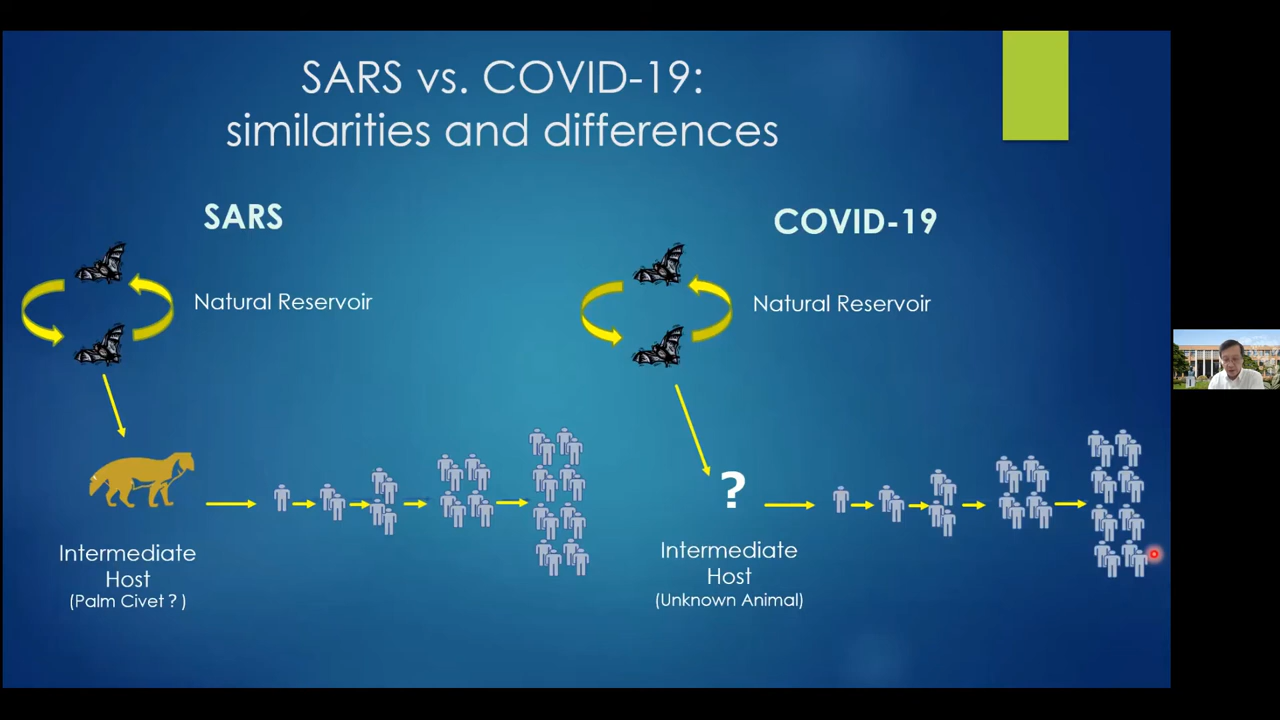 SARS vs. COVID-19:
similarities and differences
SARS
Natural Reservoir
Intermediate
Host
(Palm Civet ? )
COVID-19
Natural Reservoir
?
Intermediate
Host
(Unknown Animal)